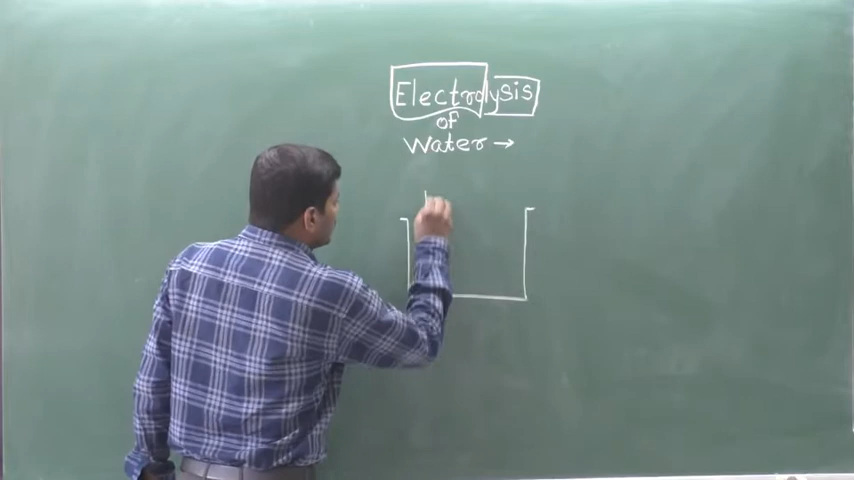 Electrolysis
of
Water →